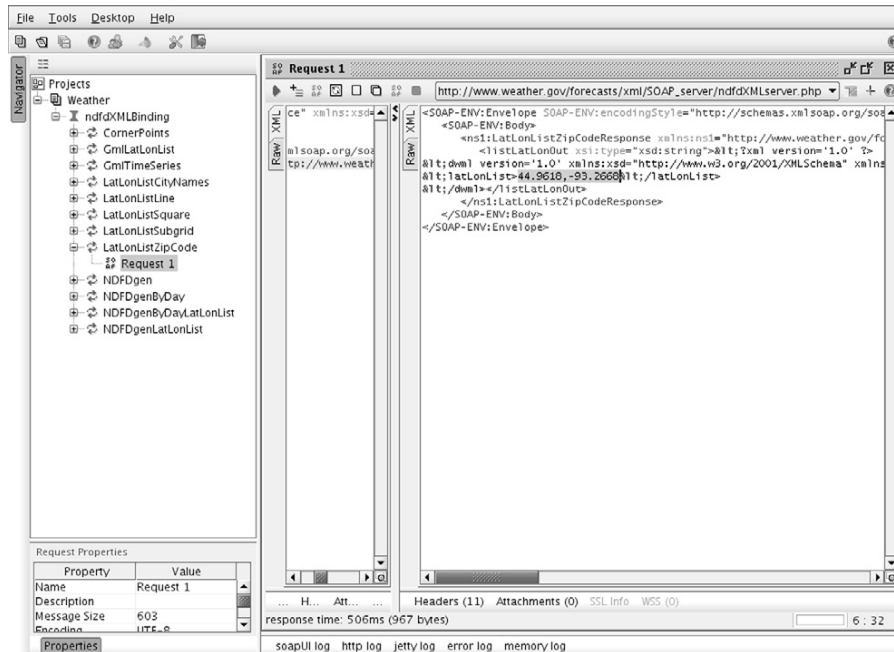 File Tools Desktop Help
Navigator
Projects
Weather
ndfdXMLBinding
CornerPoints
GmlLatLonList
GmlTimeSeries
LatLonListCityNames
LatLonListLine
LatLonListSquare
LatLonListSubgrid
LatLonListZipCode
Request 1
NDFDgen
NDFDgenByDay
NDFDgenByDayLatLonList
NDFDgenLatLonList
Request Properties
Property Value
Name Request 1
Description
Message Size 603
Encoding UTF-8
Properties
Request 1
http://www.weather.gov/forecasts/xml/SOAP_server/ndfdXMLserver.php
XML
Raw
ce" xmlns:xsd=
mlsoap.org/soa
tp://www.weath
XML
Raw
<SOAP-ENV:Envelope SOAP-ENV:encodingStyle="http://schemas.xmlsoap.org/soa
<SOAP-ENV:Body>
<ns1:LatLonListZipCodeResponse xmlns:ns1="http://www.weather.gov/fo
<listLatLonOut xsi:type="xsd:string">&lt;?xml version='1.0' ?>
&lt;dwml version='1.0' xmlns:xsd="http://www.w3.org/2001/XMLSchema" xmlns
&lt;latLonList>44.9618,-93.2668&lt;/latLonList>
&lt;/dwml></listLatLonOut>
</ns1:LatLonListZipCodeResponse>
</SOAP-ENV:Body>
</SOAP-ENV:Envelope>
... H... Att... ...
Headers (11) Attachments (0) SSL Info WSS (0)
response time: 506ms (967 bytes) 6 : 32
soapUI log http log jetty log error log memory log